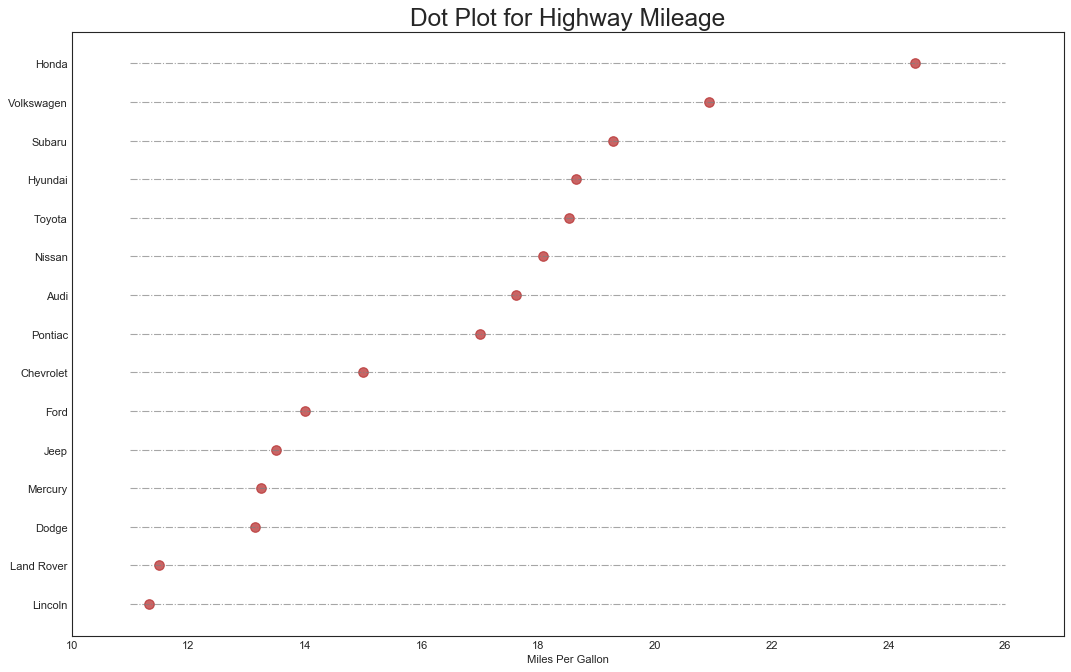 Dot Plot for Highway Mileage
Honda
Volkswagen
Subaru
Hyundai
Toyota
Nissan
Audi
Pontiac
Chevrolet
Ford
Jeep
Mercury
Dodge
Land Rover
Lincoln
10 12 14 16 18 20 22 24 26
Miles Per Gallon